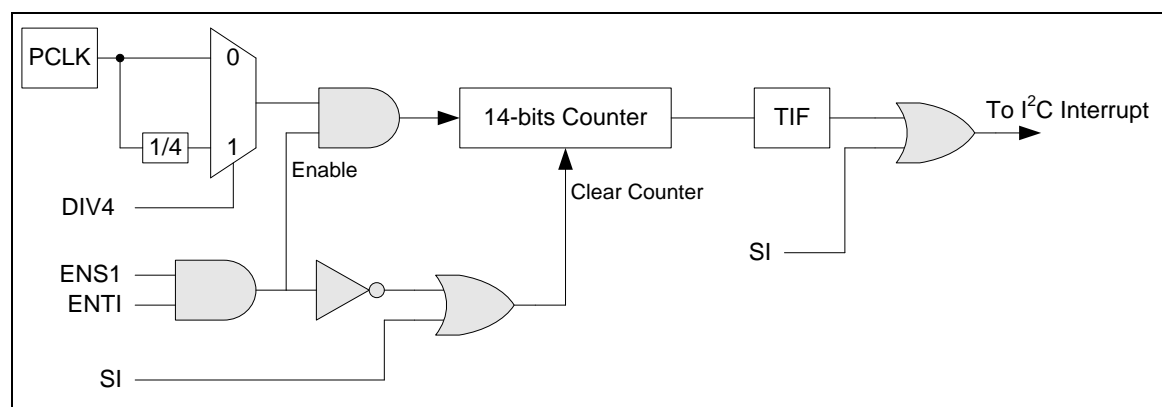 PCLK
0
1/4
1
DIV4
Enable
14-bits Counter
TIF
To I²C Interrupt
Clear Counter
SI
ENS1
ENTI
SI